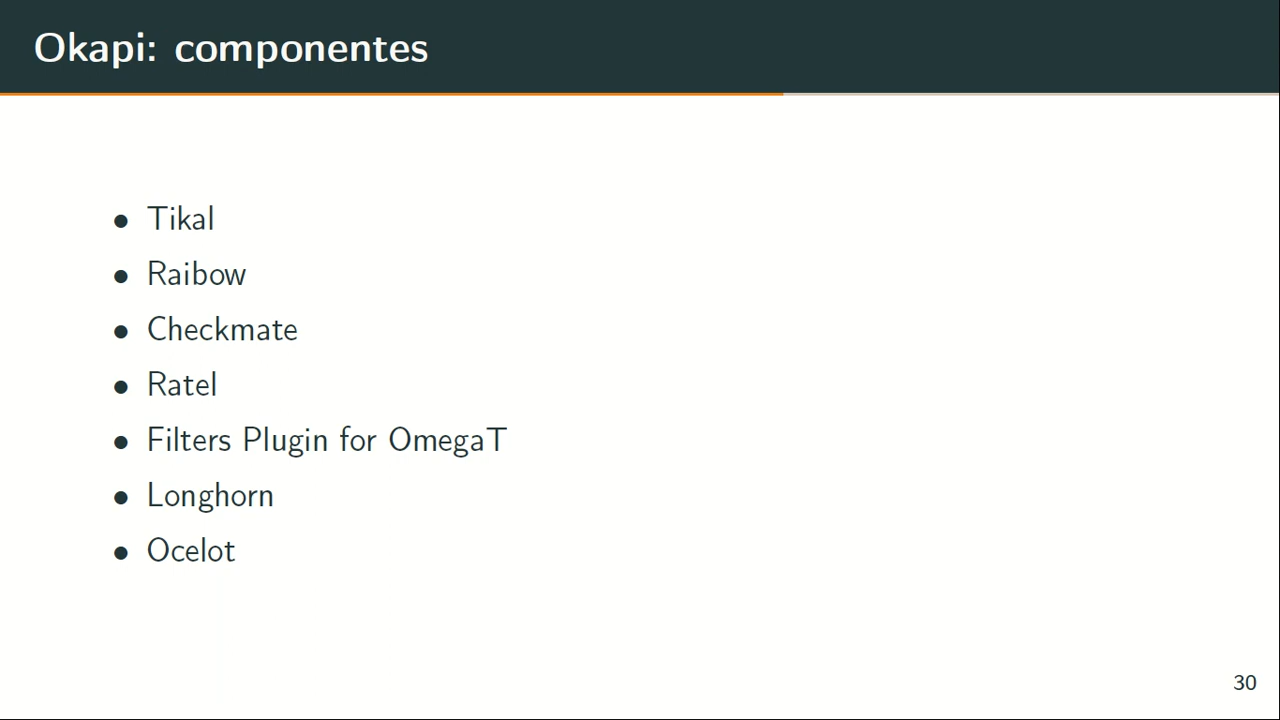 Okapi: componentes
• Tikal
• Raibow
• Checkmate
• Ratel
• Filters Plugin for OmegaT
• Longhorn
• Ocelot
30